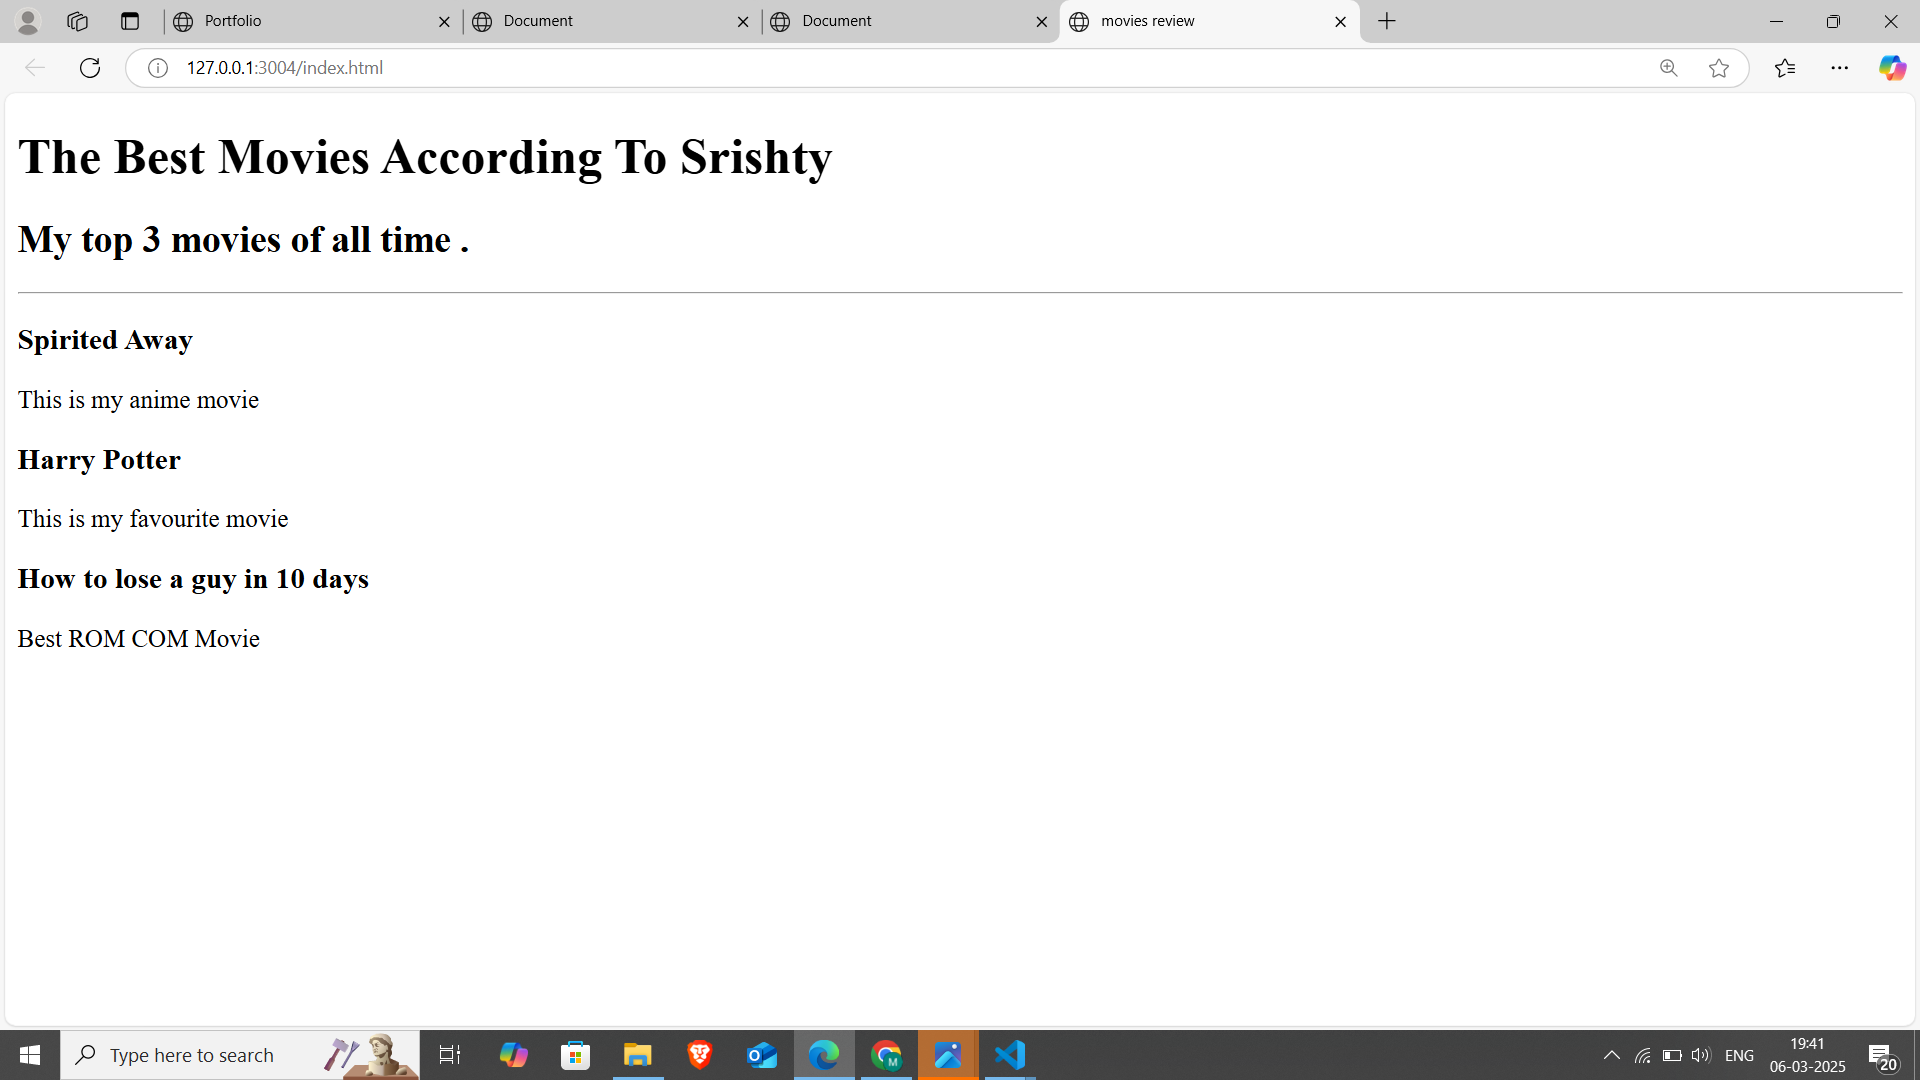 Portfolio
Document
Document
movies review
127.0.0.1:3004/index.html
The Best Movies According To Srishty
My top 3 movies of all time .
Spirited Away
This is my anime movie
Harry Potter
This is my favourite movie
How to lose a guy in 10 days
Best ROM COM Movie
Type here to search
M
ENG
19:41
06-03-2025
20